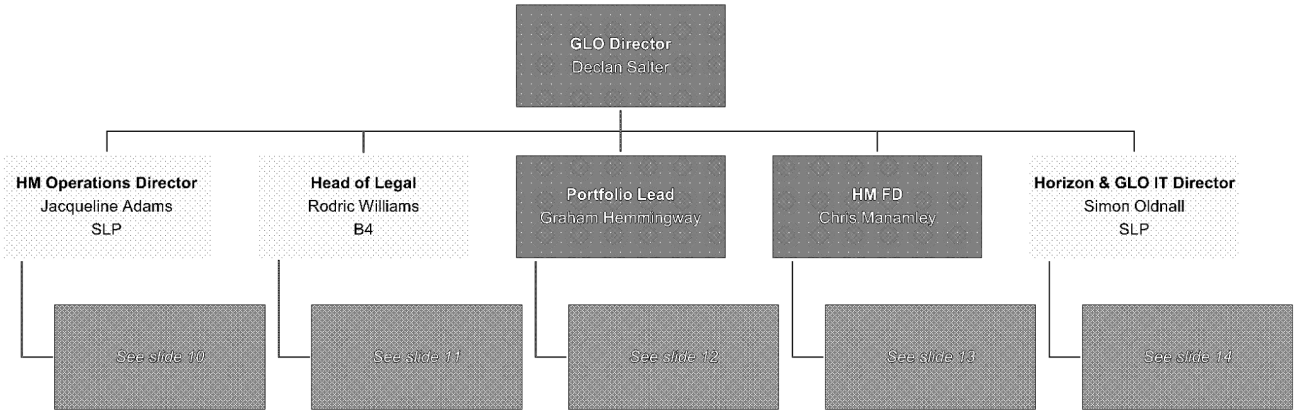 GLO Director
Declan Salter
HM Operations Director
Jacqueline Adams
SLP
Head of Legal
Rodric Williams
B4
Portfolio Lead
Graham Hemmingway
HM FD
Chris Manamley
Horizon & GLO IT Director
Simon Oldnall
SLP
See slide 10
See slide 11
See slide 12
See slide 13
See slide 14